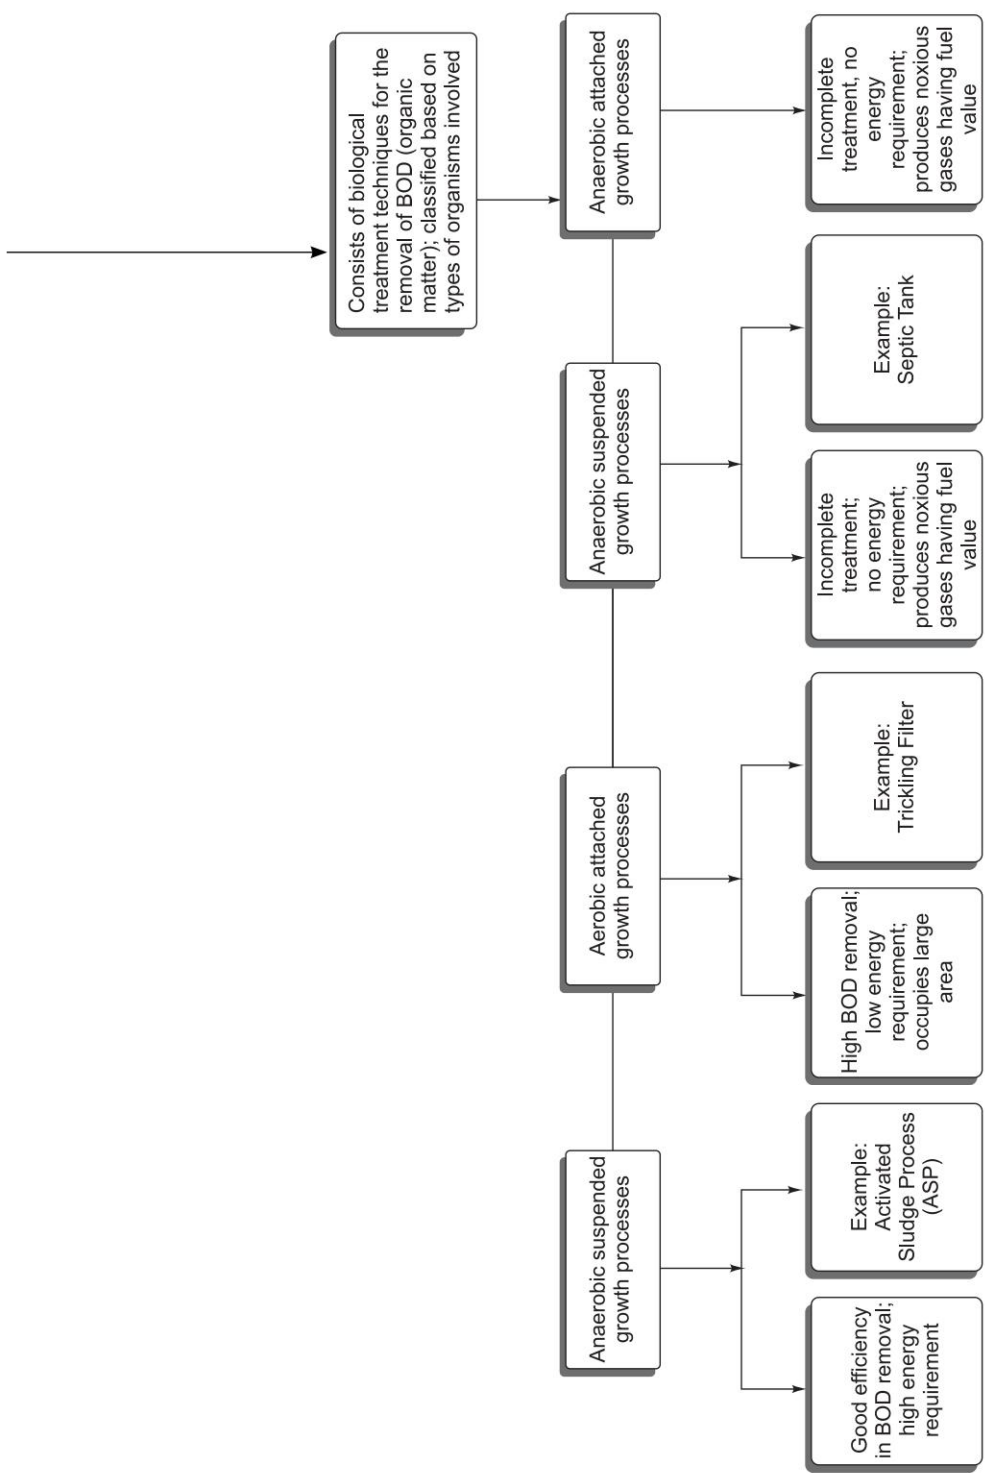 Consists of biological
treatment techniques for the
removal of BOD (organic
matter); classified based on
types of organisms involved
Anaerobic suspended
growth processes
Aerobic attached
growth processes
Anaerobic suspended
growth processes
Anaerobic attached
growth processes
Good efficiency
in BOD removal;
high energy
requirement
Example:
Activated
Sludge Process
(ASP)
High BOD removal;
low energy
requirement;
occupies large
area
Example:
Trickling Filter
Incomplete
treatment;
no energy
requirement;
produces noxious
gases having fuel
value
Example:
Septic Tank
Incomplete
treatment, no
energy
requirement;
produces noxious
gases having fuel
value